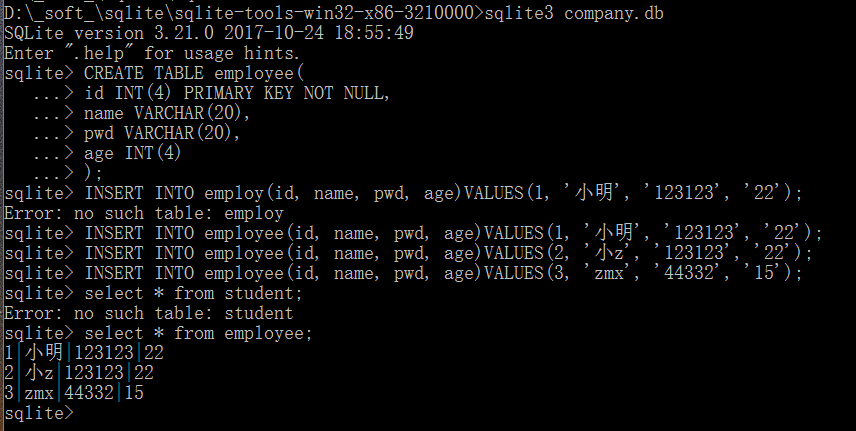 D:\_soft_\sqlite\sqlite-tools-win32-x86-3210000>sqlite3 company.db
SQLite version 3.21.0 2017-10-24 18:55:49
Enter ".help" for usage hints.
sqlite> CREATE TABLE employee(
   ...> id INT(4) PRIMARY KEY NOT NULL,
   ...> name VARCHAR(20),
   ...> pwd VARCHAR(20),
   ...> age INT(4)
   ...> );
sqlite> INSERT INTO employ(id, name, pwd, age)VALUES(1, '小明', '123123', '22');
Error: no such table: employ
sqlite> INSERT INTO employee(id, name, pwd, age)VALUES(1, '小明', '123123', '22');
sqlite> INSERT INTO employee(id, name, pwd, age)VALUES(2, '小z', '123123', '22');
sqlite> INSERT INTO employee(id, name, pwd, age)VALUES(3, 'zmx', '44332', '15');
sqlite> select * from student;
Error: no such table: student
sqlite> select * from employee;
1|小明|123123|22
2|小z|123123|22
3|zmx|44332|15
sqlite>